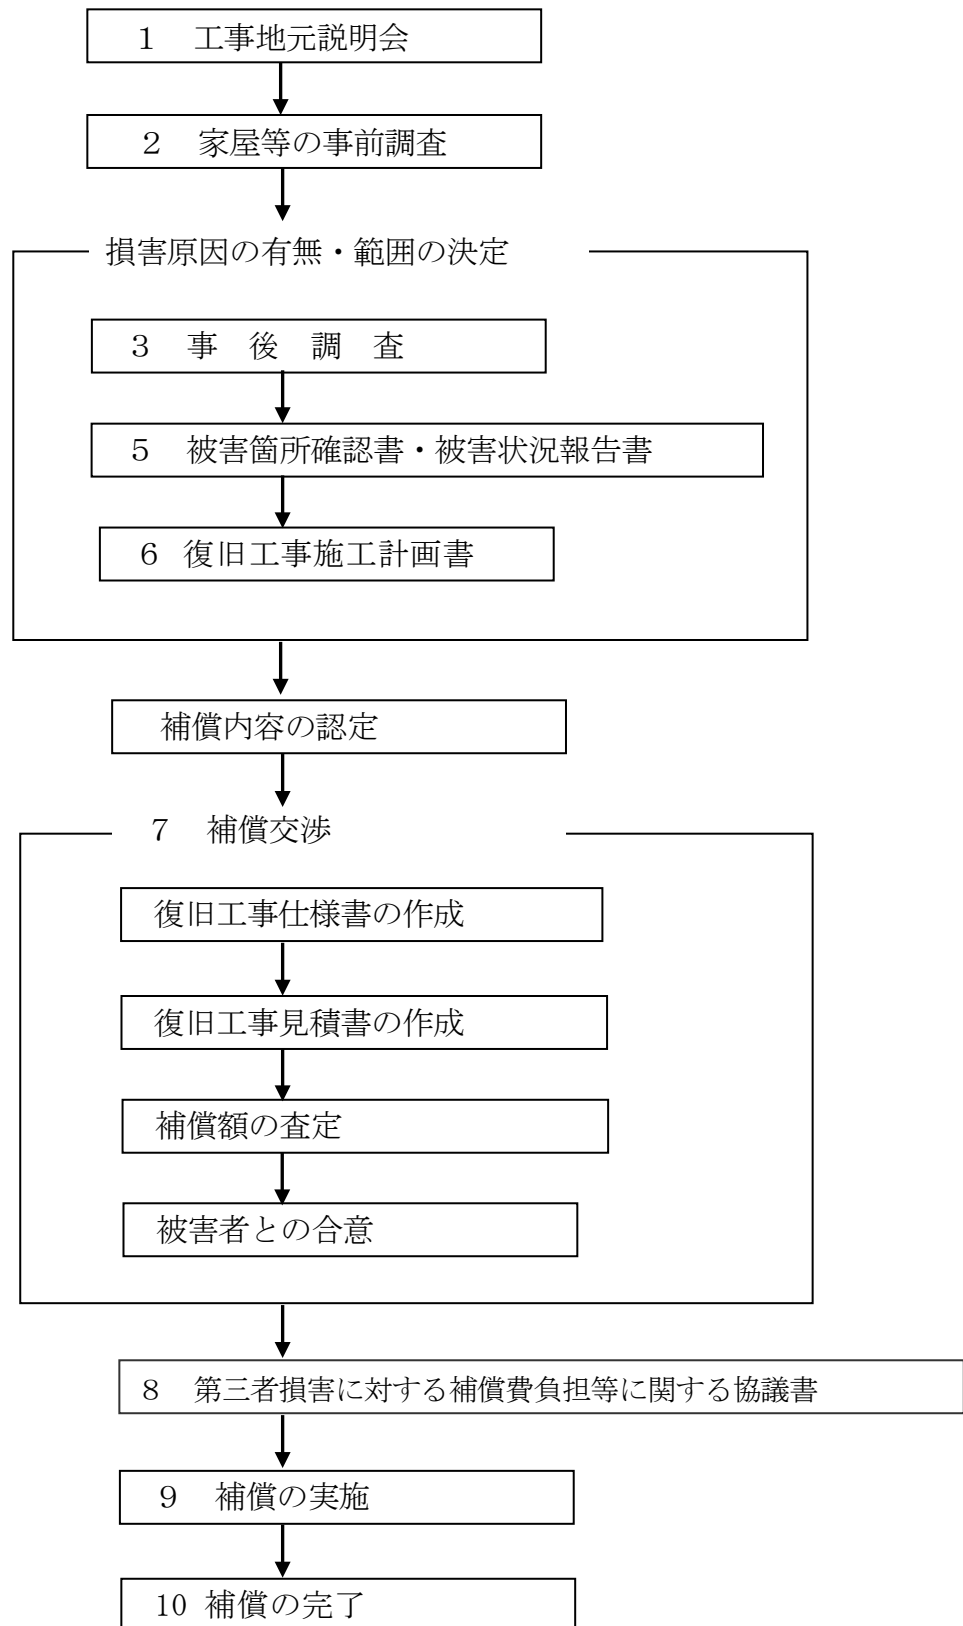 １　工事地元説明会
２　家屋等の事前調査
損害原因の有無・範囲の決定
３　事　後　調　査
５　被害箇所確認書・被害状況報告書
６　復旧工事施工計画書
補償内容の認定
７　補償交渉
復旧工事仕様書の作成
復旧工事見積書の作成
補償額の査定
被害者との合意
８　第三者損害に対する補償費負担等に関する協議書
９　補償の実施
10 補償の完了